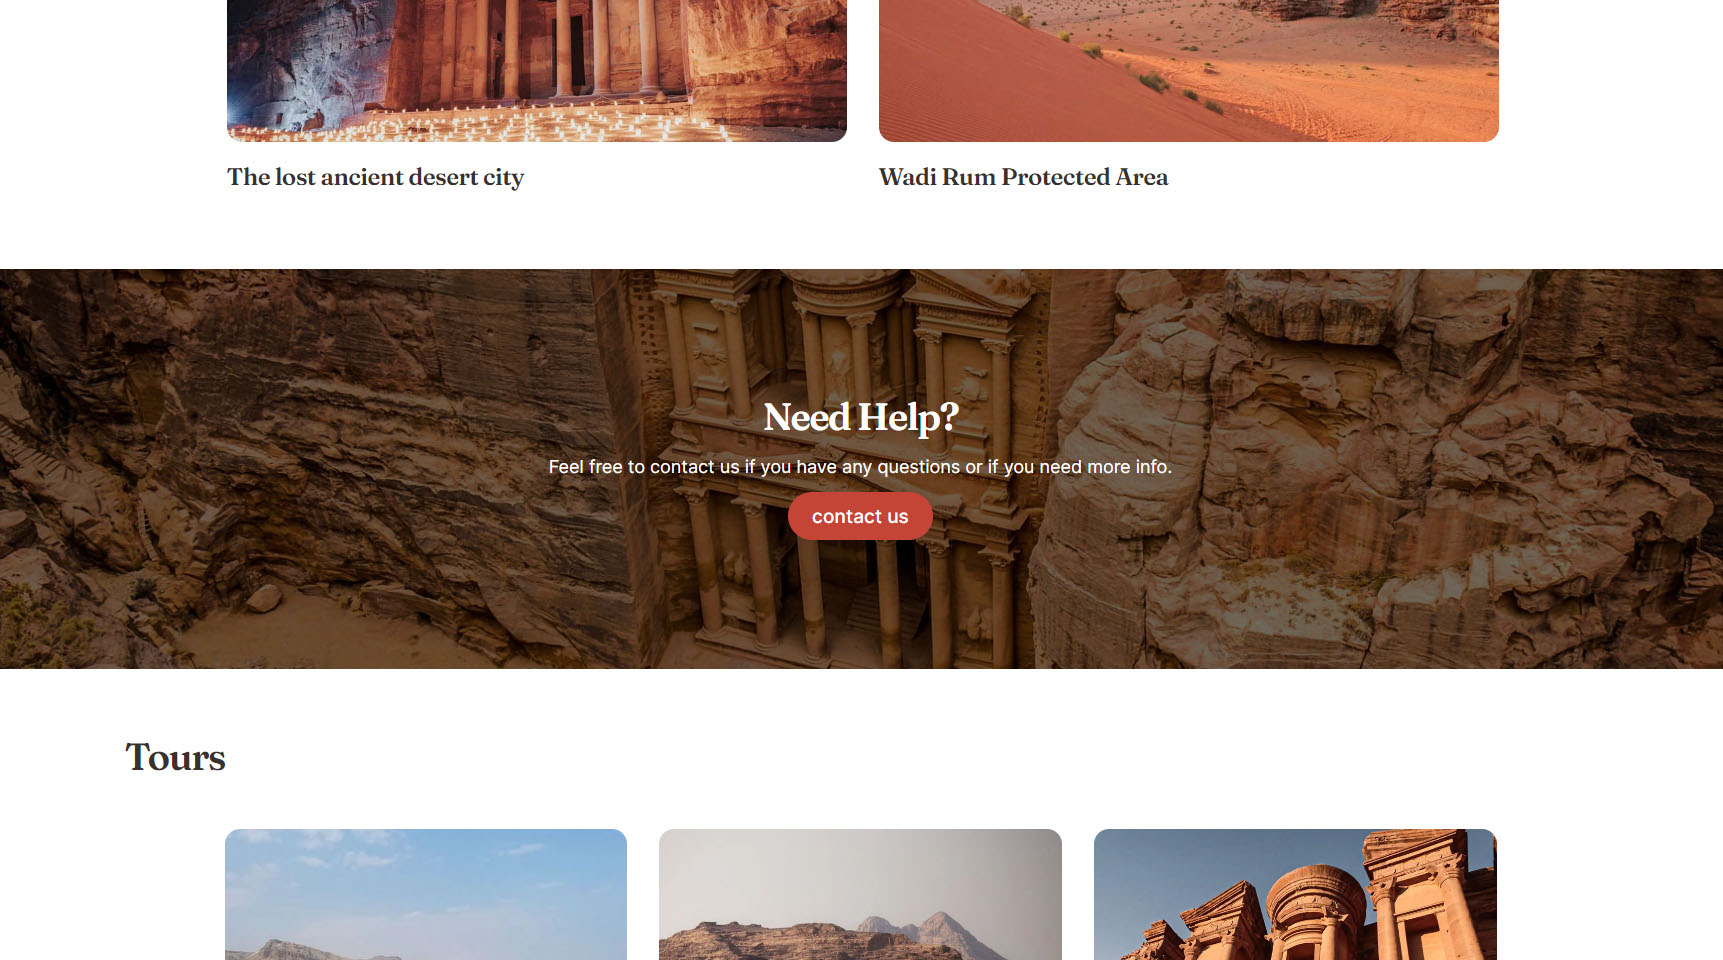 The lost ancient desert city
Wadi Rum Protected Area
Need Help?
Feel free to contact us if you have any questions or if you need more info.
contact us
Tours